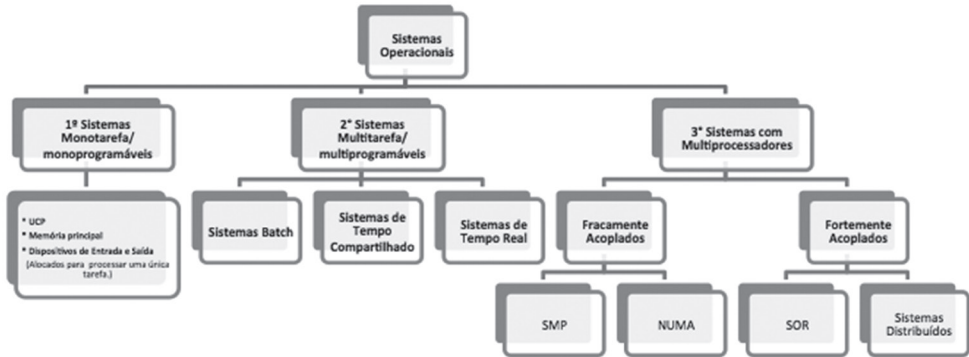 Sistemas
Operacionais
1º Sistemas
Monotarefa/
monoprogramáveis
2° Sistemas
Multitarefa/
multiprogramáveis
3° Sistemas com
Multiprocessadores
* UCP
* Memória principal
* Dispositivos de Entrada e Saída
(Alocados para processar uma única
tarefa.)
Sistemas Batch
Sistemas de
Tempo
Compartilhado
Sistemas de
Tempo Real
Fracamente
Acoplados
Fortemente
Acoplados
SMP
NUMA
SOR
Sistemas
Distribuídos